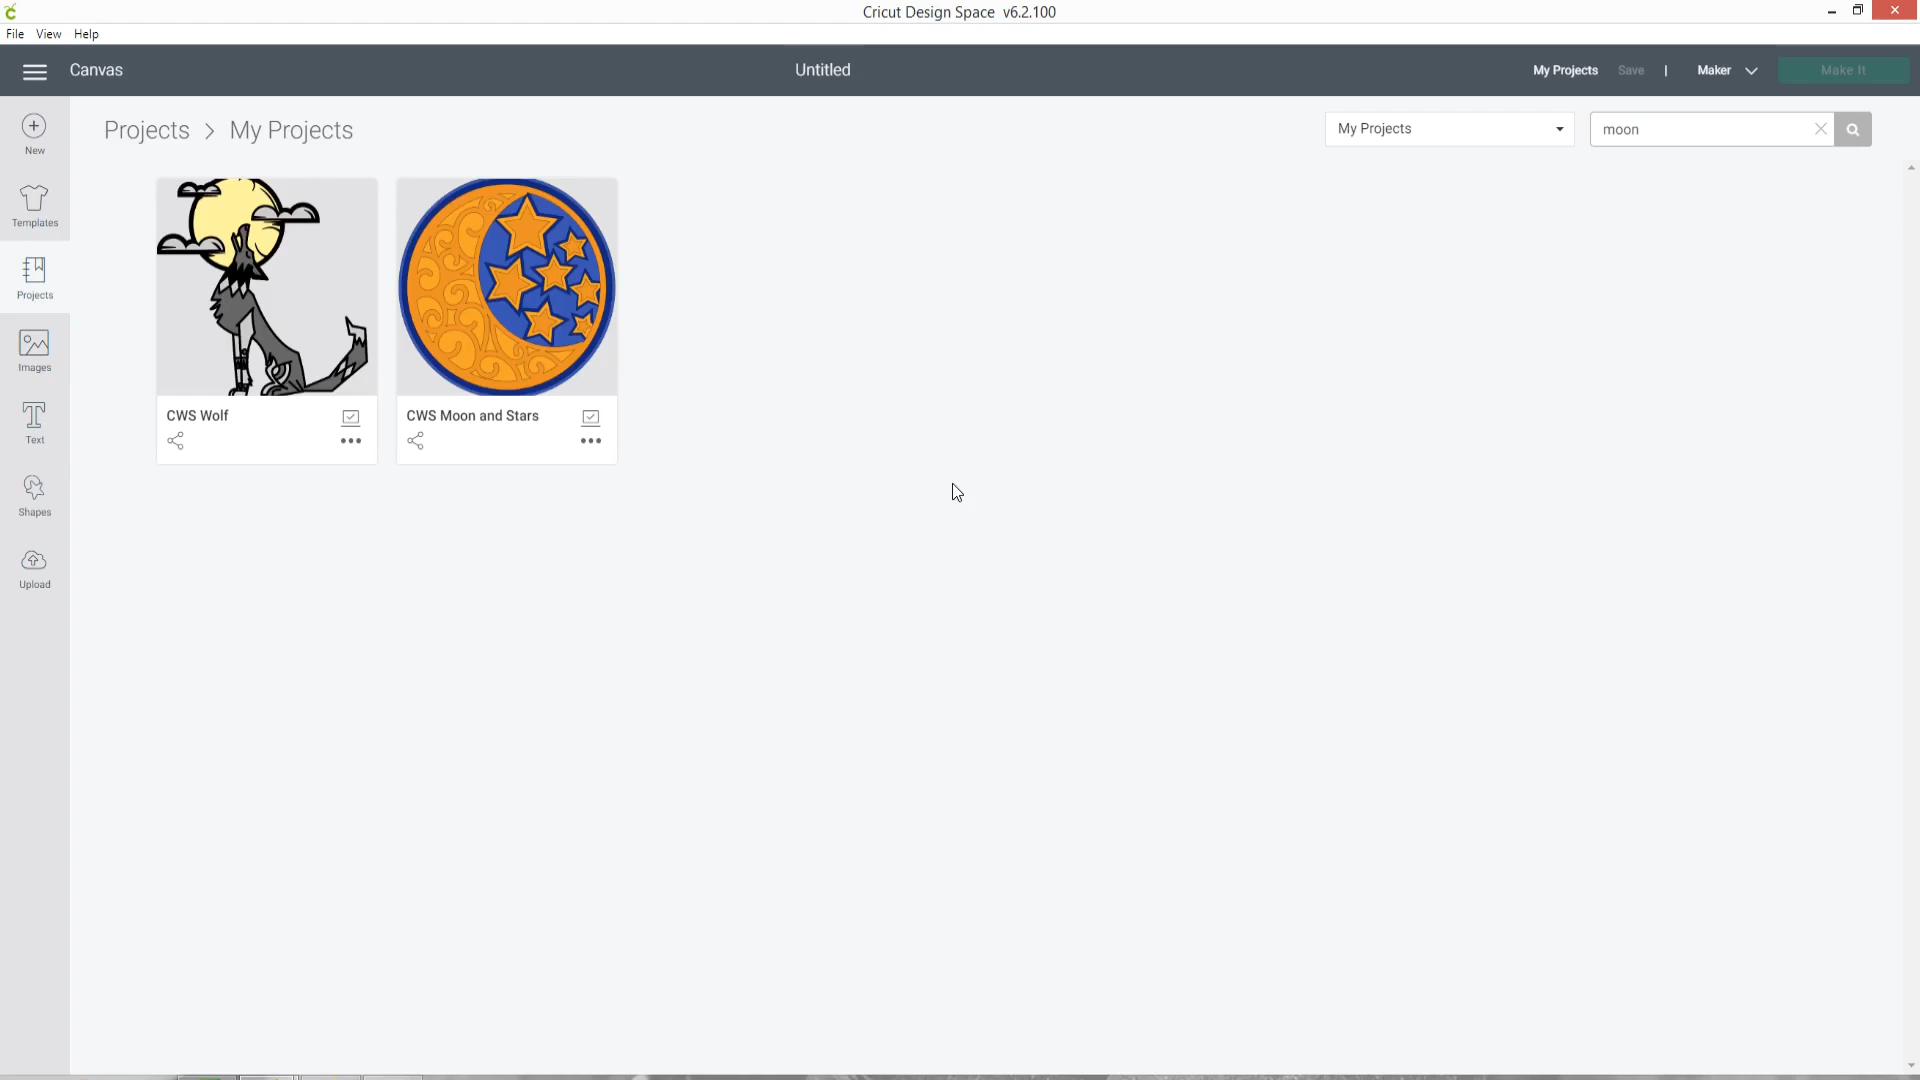 Cricut Design Space v6.2.100
File View Help
Canvas
Untitled
My Projects Save | Maker Make It
New
Templates
Projects
Images
Text
Shapes
Upload
Projects > My Projects
My Projects
moon
CWS Wolf
CWS Moon and Stars